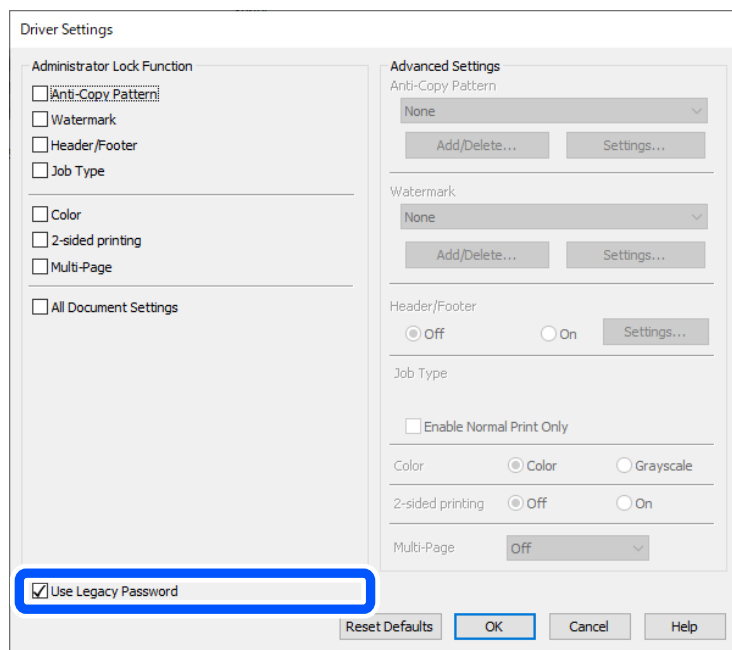 Driver Settings
Administrator Lock Function
Anti-Copy Pattern
Watermark
Header/Footer
Job Type
Color
2-sided printing
Multi-Page
All Document Settings
Use Legacy Password
Advanced Settings
Anti-Copy Pattern
None
Add/Delete... Settings...
Watermark
None
Add/Delete... Settings...
Header/Footer
Off On Settings...
Job Type
Enable Normal Print Only
Color Color Grayscale
2-sided printing Off On
Multi-Page Off
Reset Defaults OK Cancel Help